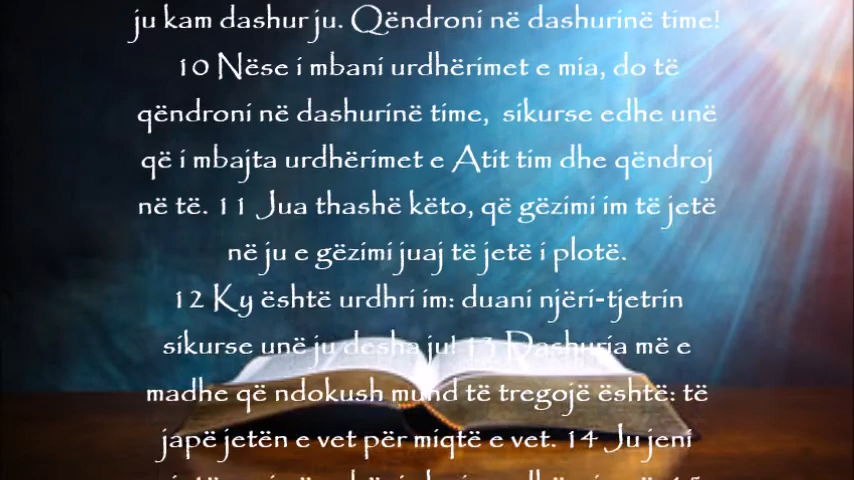 ju kam dashur ju. Qëndroni në dashurinë time!
10 Nëse i mbani urdhërimet e mia, do të
qëndroni në dashurinë time, sikurse edhe unë
që i mbajta urdhërimet e Atit tim dhe qëndroj
në të. 11 Jua thashë këto, që gëzimi im të jetë
në ju e gëzimi juaj të jetë i plotë.
12 Ky është urdhri im: duani njëri-tjetrin
sikurse unë ju desha ju! 13 Dashuria më e
madhe që ndokush mund të tregojë është: të
japë jetën e vet për miqtë e vet. 14 Ju jeni